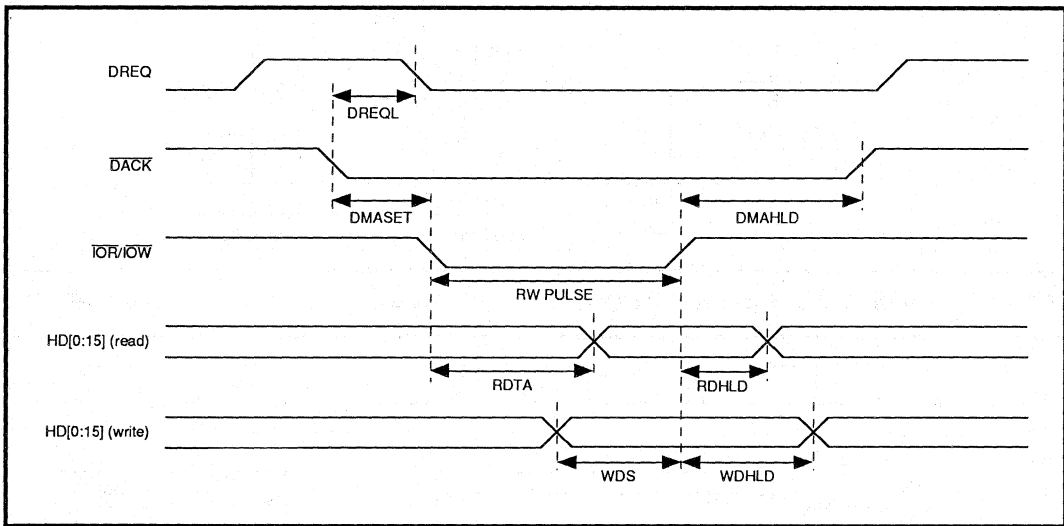 DREQ
DREQL
DACK
DMASET
DMAHLD
IOR/IOW
RW PULSE
HD[0:15] (read)
RDTA
RDHLD
HD[0:15] (write)
WDS
WDHLD